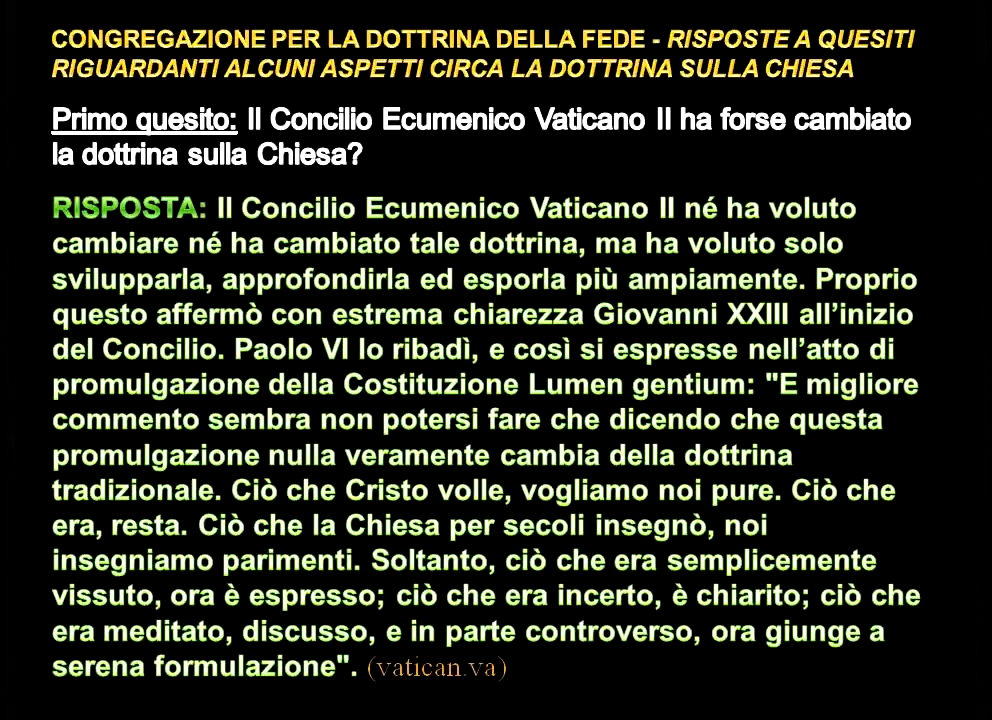 CONGREGAZIONE PER LA DOTTRINA DELLA FEDE - RISPOSTE A QUESITI
RIGUARDANTI ALCUNI ASPETTI CIRCA LA DOTTRINA SULLA CHIESA
Primo quesito: Il Concilio Ecumenico Vaticano II ha forse cambiato
la dottrina sulla Chiesa?
RISPOSTA: Il Concilio Ecumenico Vaticano II né ha voluto
cambiare né ha cambiato tale dottrina, ma ha voluto solo
svilupparla, approfondirla ed esporla più ampiamente. Proprio
questo affermò con estrema chiarezza Giovanni XXIII all’inizio
del Concilio. Paolo VI lo ribadì, e così si espresse nell’atto di
promulgazione della Costituzione Lumen gentium: "E migliore
commento sembra non potersi fare che dicendo che questa
promulgazione nulla veramente cambia della dottrina
tradizionale. Ciò che Cristo volle, vogliamo noi pure. Ciò che
era, resta. Ciò che la Chiesa per secoli insegnò, noi
insegniamo parimenti. Soltanto, ciò che era semplicemente
vissuto, ora è espresso; ciò che era incerto, è chiarito; ciò che
era meditato, discusso, e in parte controverso, ora giunge a
serena formulazione". (vatican.va)